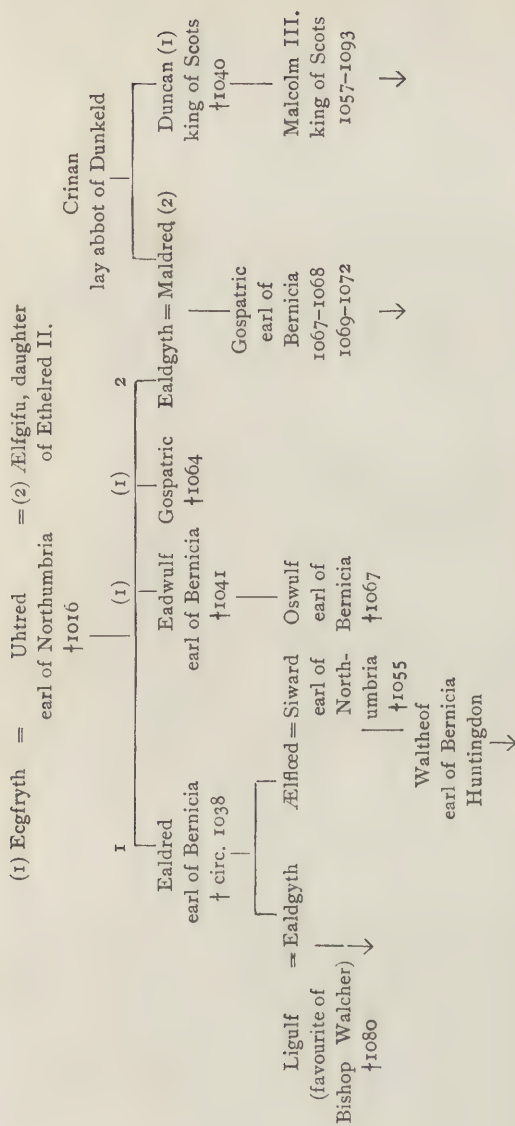 (1) Ecgfryth = Uhtred = (2) Ælfgifu, daughter
earl of Northumbria of Ethelred II.
†1016
Crinan
lay abbot of Dunkeld
1 (1) (1) 2
Ealdred Eadwulf Gospatric Ealdgyth = Maldred (2) Duncan (1)
earl of Bernicia earl of Bernicia †1064 king of Scots
† circ. 1038 †1041 †1040
Gospatric
earl of
Bernicia
1067–1068
1069–1072
Malcolm III.
king of Scots
1057–1093
Ligulf = Ealdgyth
(favourite of
Bishop Walcher)
†1080
Ælflœd = Siward
earl of
North-
umbria
†1055
Oswulf
earl of
Bernicia
†1067
Waltheof
earl of Bernicia
Huntingdon